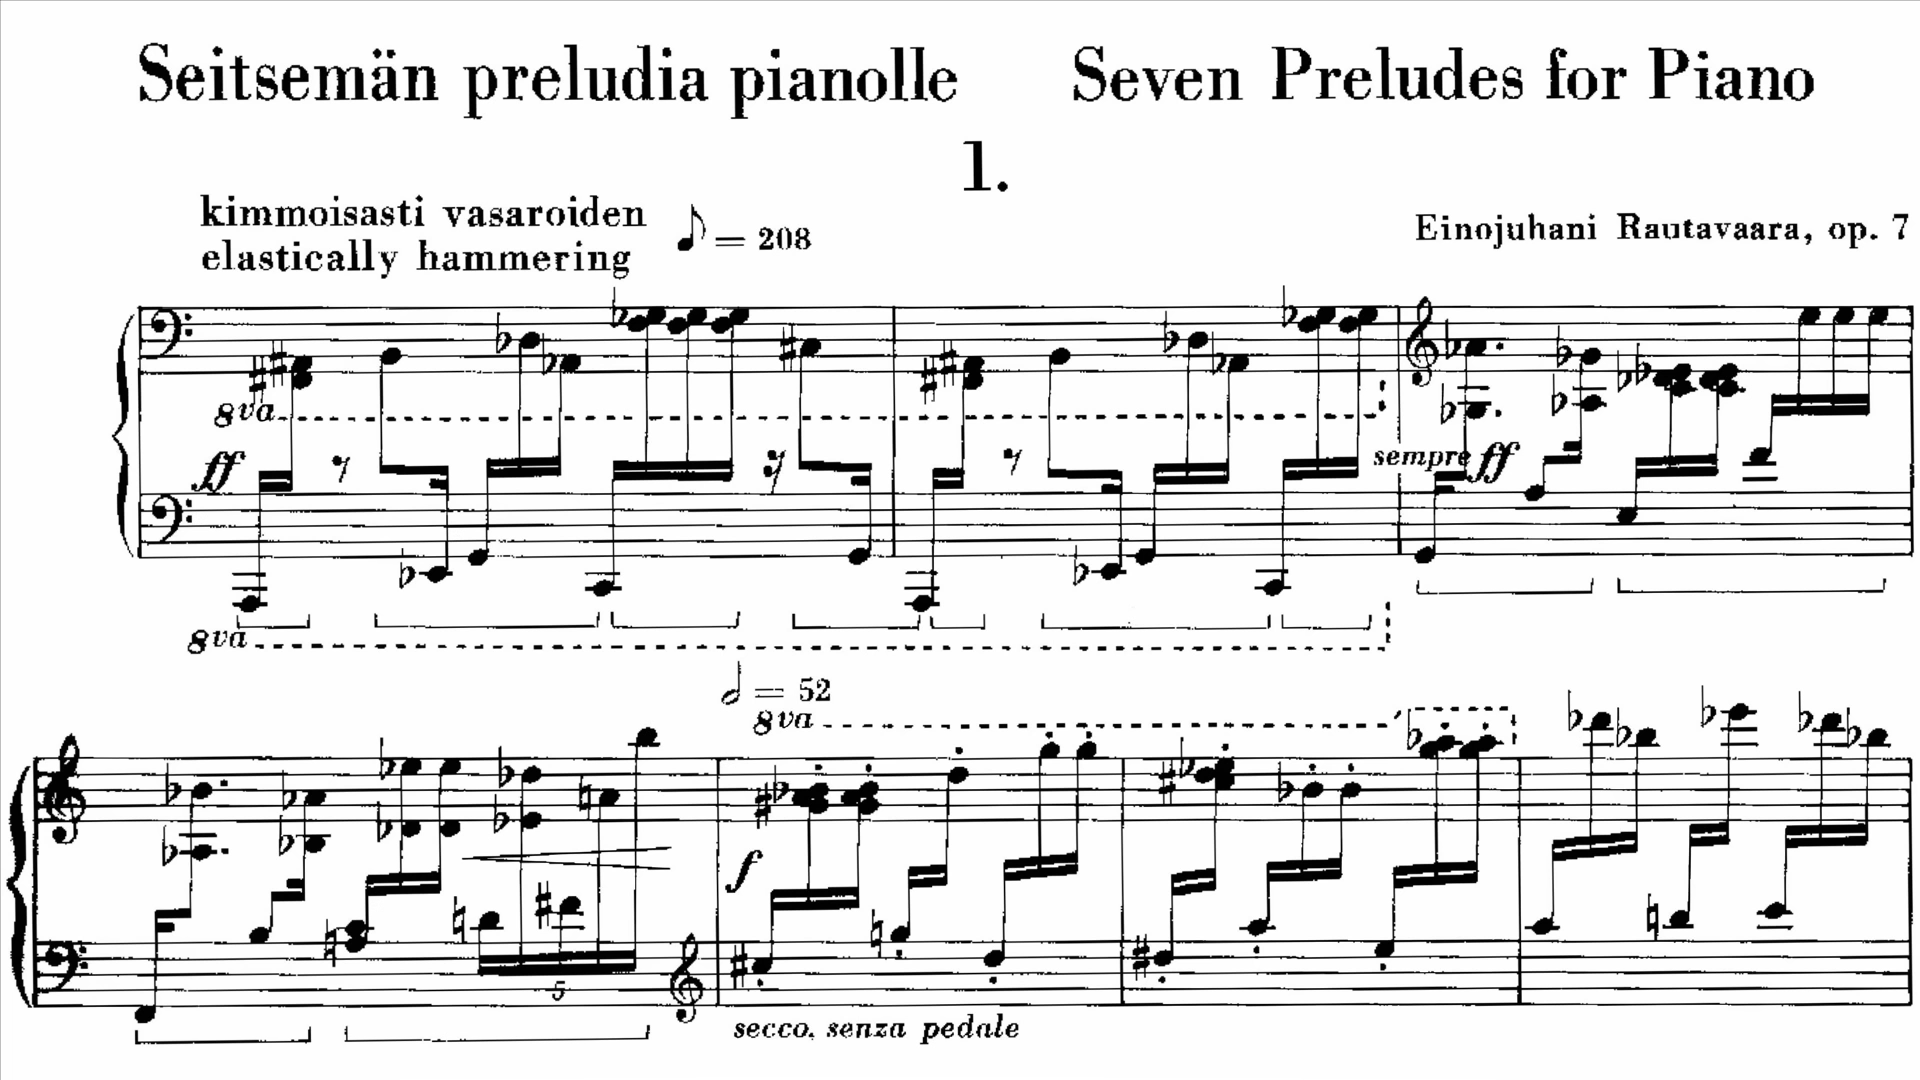 Seitsemän preludia pianolle Seven Preludes for Piano
1.
kimmoisasti vasaroiden
elastically hammering ♪ = 208
Einojuhani Rautavaara, op. 7
8va
ff
sempre ff
8va
𝅗𝅥 = 52
8va
f
5
secco, senza pedale